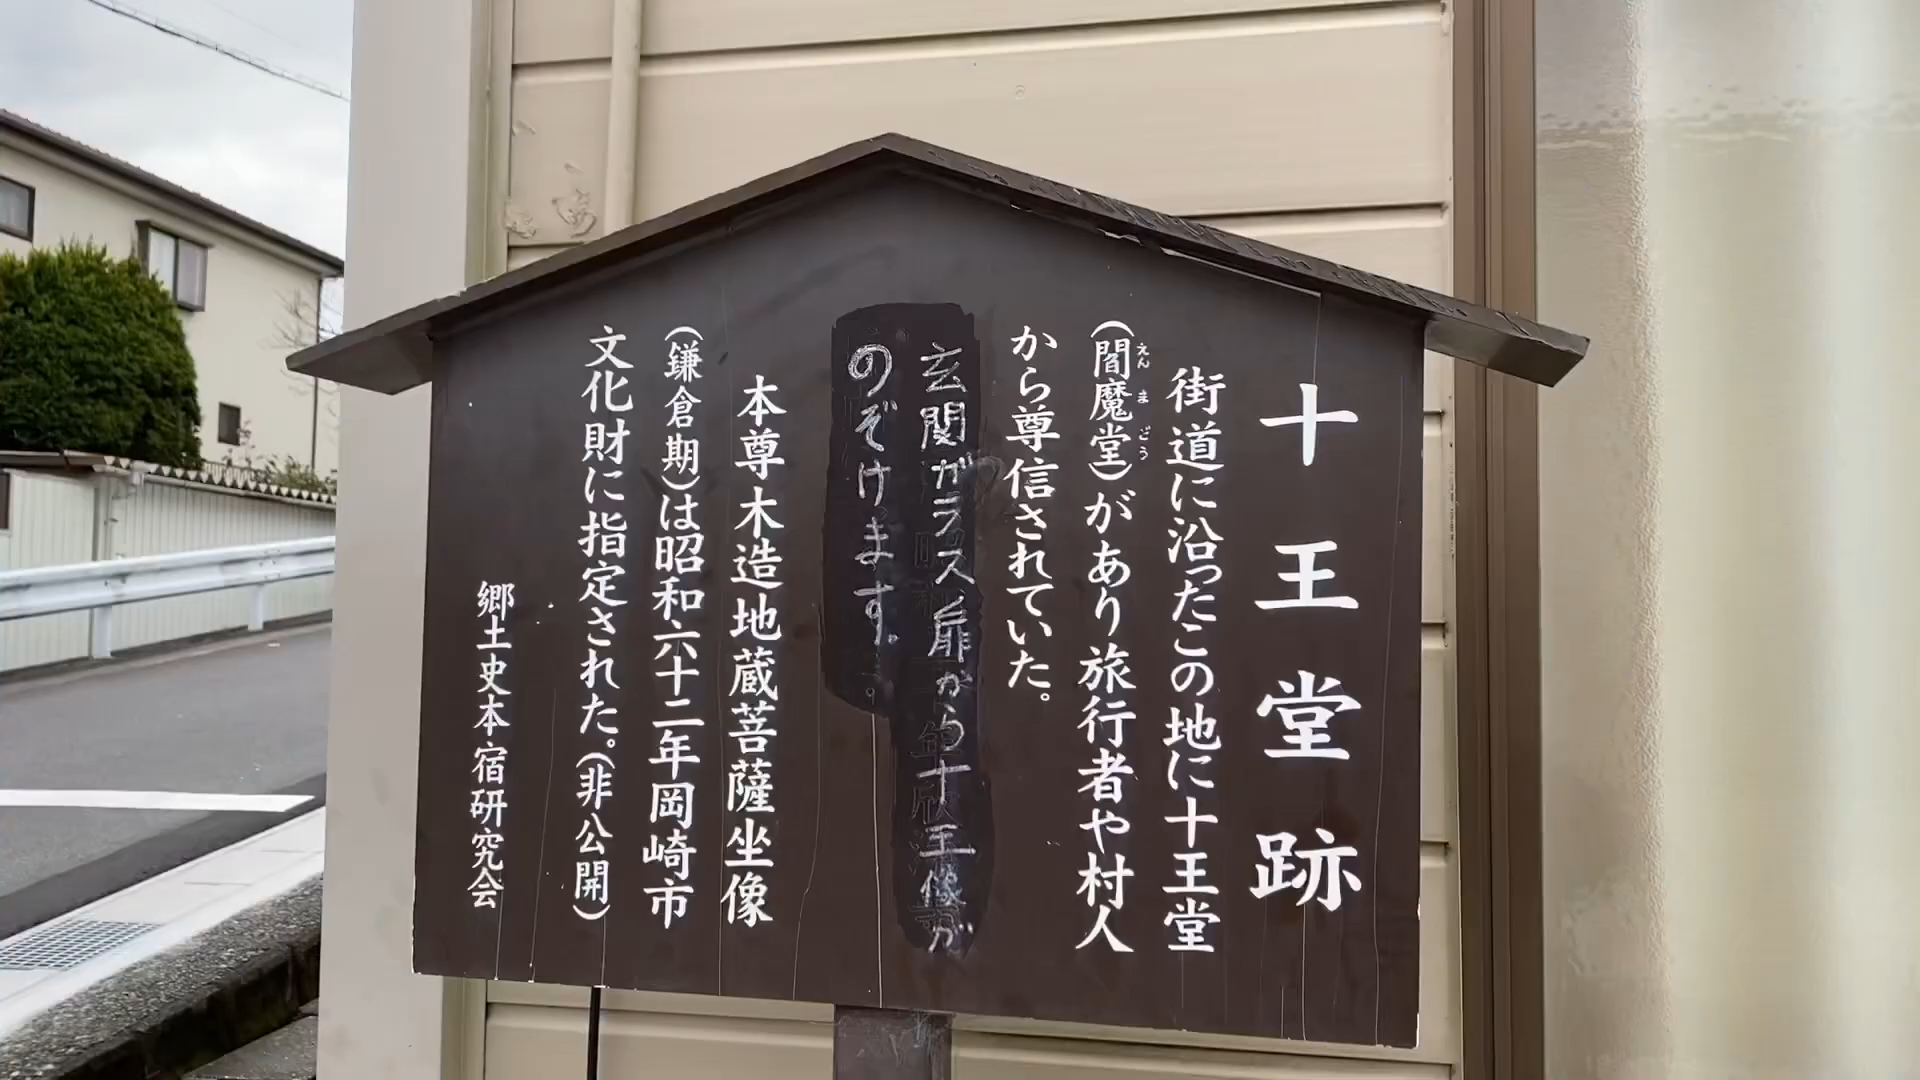 十王堂跡
街道に沿ったこの地に十王堂
(閻魔堂)があり旅行者や村人
えんまどう
から尊信されていた。
玄関ガラス扉から十王像が
のぞけます。
本尊木造地蔵菩薩坐像
(鎌倉期)は昭和六十二年岡崎市
文化財に指定された。(非公開)
郷土史本宿研究会